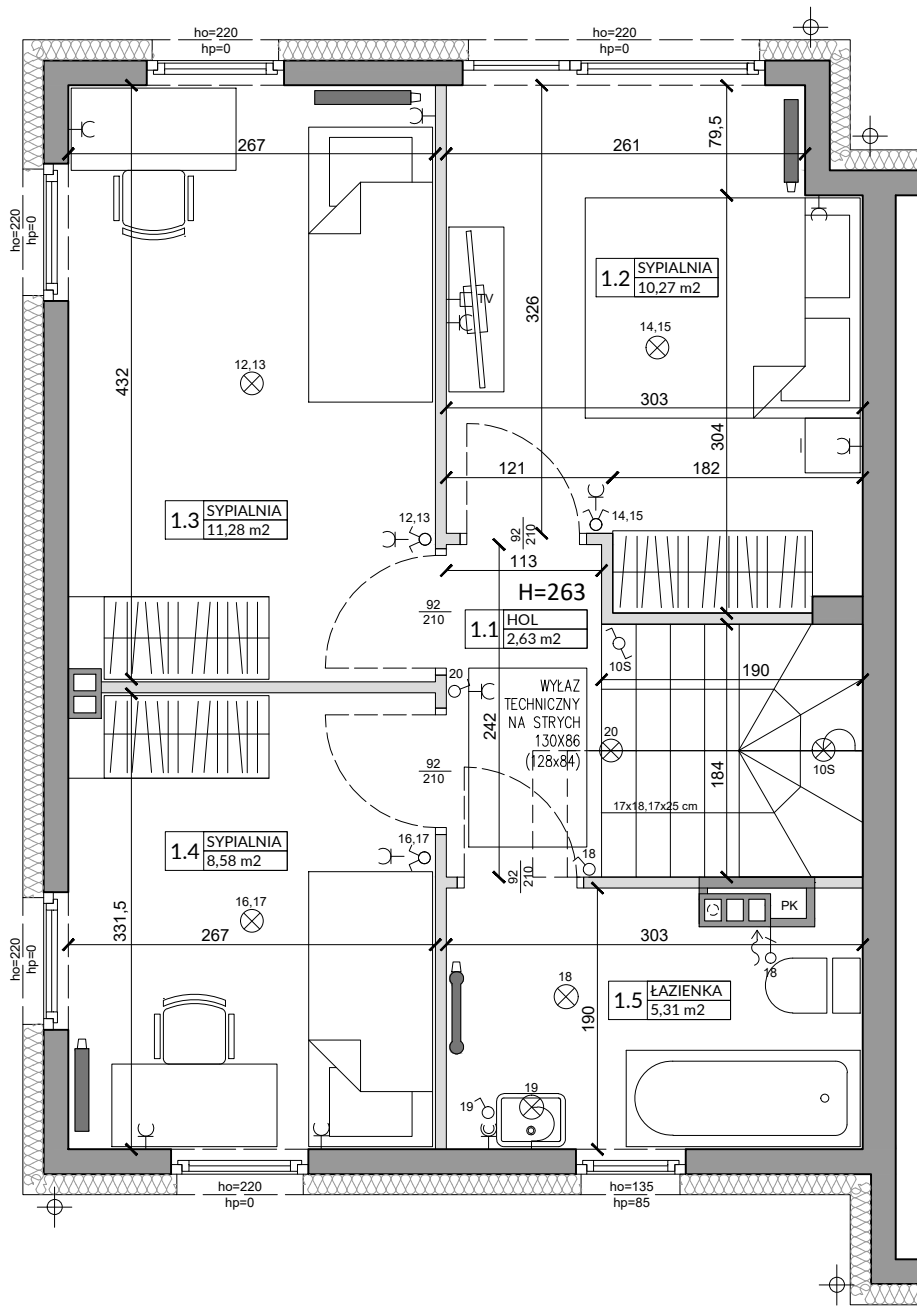 ho=220
hp=0
ho=220
hp=0
267
261
79,5
ho=220
hp=0
1.2 SYPIALNIA
10,27 m2
TV
326
14,15
12,13
432
303
304
121
182
1.3 SYPIALNIA
11,28 m2
12,13
14,15
92
210
113
H=263
92
210
1.1 HOL
2,63 m2
10S
190
20
WYŁAZ
TECHNICZNY
NA STRYCH
130X86
(128x84)
242
20
10S
184
92
210
17x18,17x25 cm
1.4 SYPIALNIA
8,58 m2
16,17
18
92
210
PK
16,17
331,5
267
303
ho=220
hp=0
18
18
1.5 ŁAZIENKA
5,31 m2
190
19
19
ho=220
hp=0
ho=135
hp=85